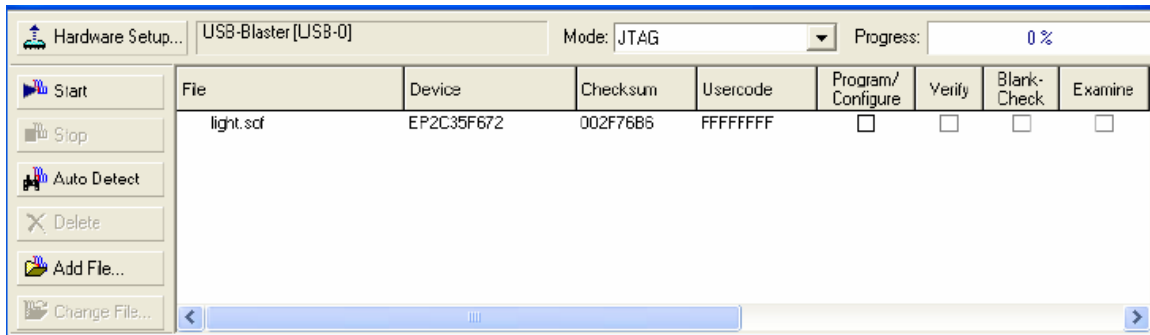 Hardware Setup... USB-Blaster [USB-0] Mode: JTAG Progress: 0 %
Start
Stop
Auto Detect
Delete
Add File...
Change File...
File Device Checksum Usercode Program/ Configure Verify Blank- Check Examine
light.sof EP2C35F672 002F76B6 FFFFFFFF